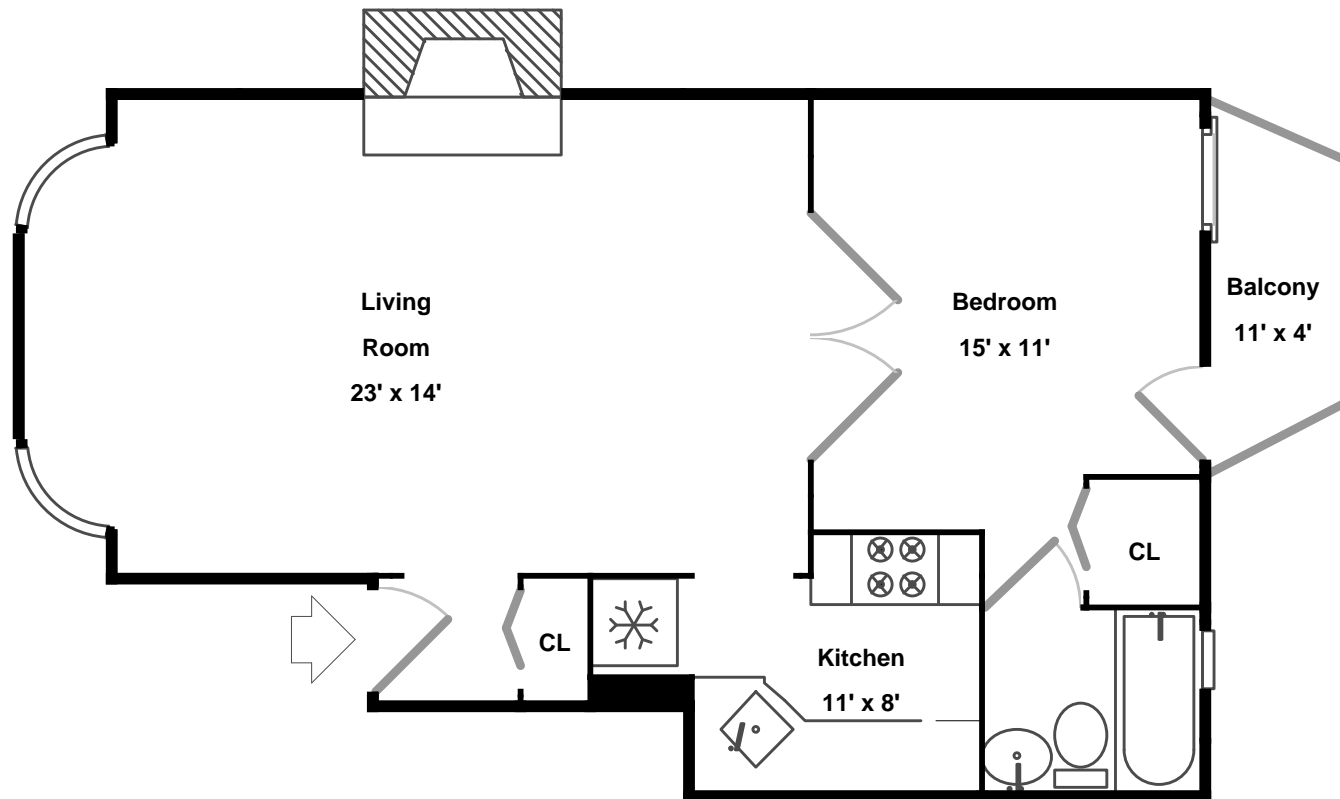 Living
Room
23' x 14'
Bedroom
15' x 11'
Balcony
11' x 4'
CL
CL
Kitchen
11' x 8'